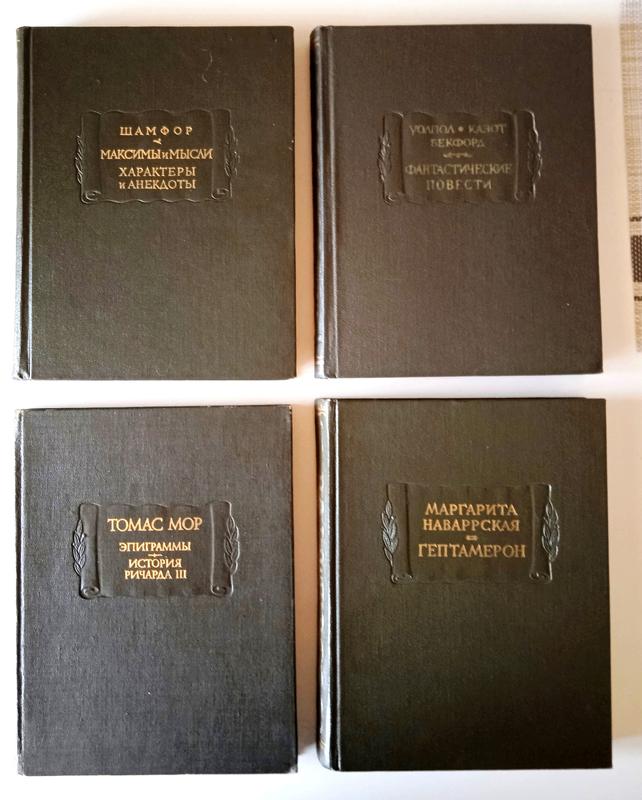 ШАМФОР
МАКСИМЫ и МЫСЛИ
ХАРАКТЕРЫ
и АНЕКДОТЫ
УОЛПОЛ • КАЗОТ
БЕКФОРД
ФАНТАСТИЧЕСКИЕ
ПОВЕСТИ
ТОМАС МОР
ЭПИГРАММЫ
ИСТОРИЯ
РИЧАРДА III
МАРГАРИТА
НАВАРРСКАЯ
ГЕПТАМЕРОН